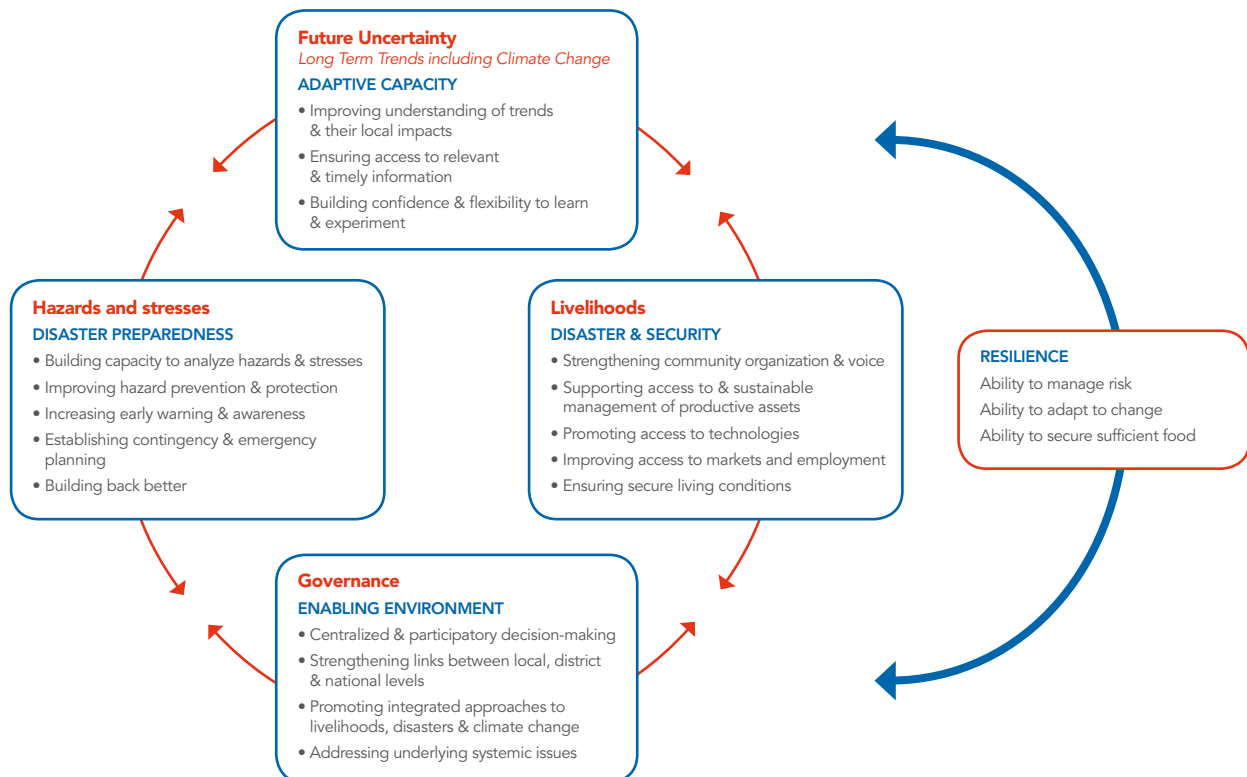 Future Uncertainty
Long Term Trends including Climate Change
ADAPTIVE CAPACITY
• Improving understanding of trends
& their local impacts
• Ensuring access to relevant
& timely information
• Building confidence & flexibility to learn
& experiment
Hazards and stresses
DISASTER PREPAREDNESS
• Building capacity to analyze hazards & stresses
• Improving hazard prevention & protection
• Increasing early warning & awareness
• Establishing contingency & emergency
planning
• Building back better
Livelihoods
DISASTER & SECURITY
• Strengthening community organization & voice
• Supporting access to & sustainable
management of productive assets
• Promoting access to technologies
• Improving access to markets and employment
• Ensuring secure living conditions
RESILIENCE
Ability to manage risk
Ability to adapt to change
Ability to secure sufficient food
Governance
ENABLING ENVIRONMENT
• Centralized & participatory decision-making
• Strengthening links between local, district
& national levels
• Promoting integrated approaches to
livelihoods, disasters & climate change
• Addressing underlying systemic issues